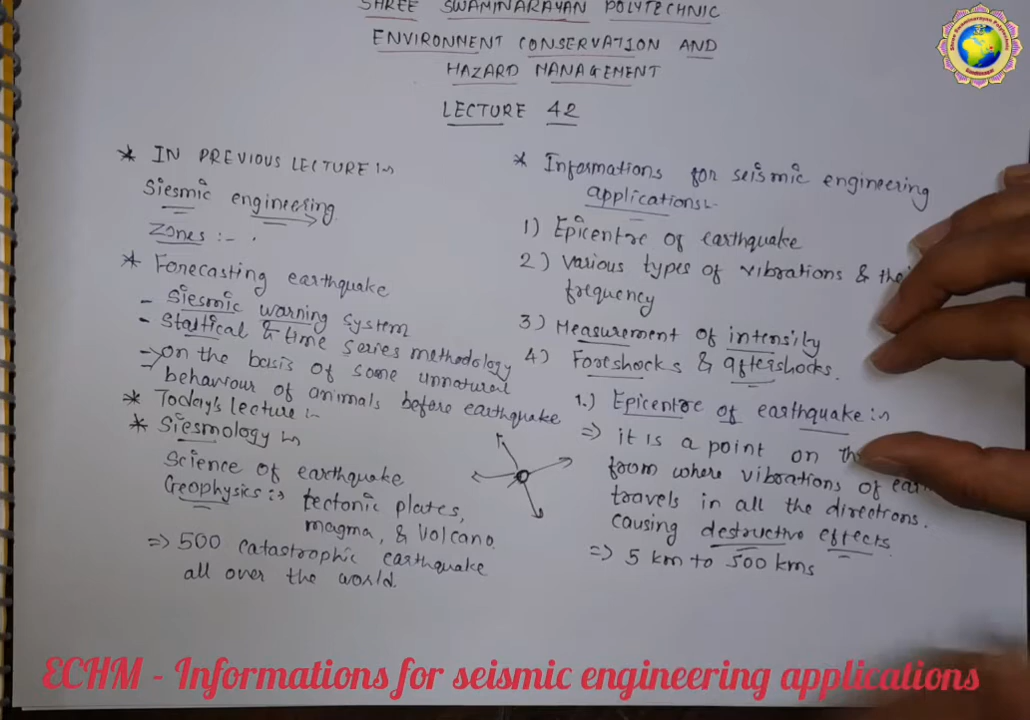 SHREE SWAMINARAYAN POLYTECHNIC
ENVIRONMENT CONSERVATION AND
HAZARD MANAGEMENT
LECTURE 42
* IN PREVIOUS LECTURE :-
Siesmic engineering
Zones :-
* Forecasting earthquake
- Siesmic warning system
- Statical & time series methodology
-> on the basis of some unnatural
-> behaviour of animals before earthquake
* Today's lecture :-
* Siesmology :-
Science of earthquake
Geophysics :-> tectonic plates,
magma, & Volcano.
=> 500 catastrophic earthquake
all over the world.
* Informations for seismic engineering
applications :-
1) Epicentre of earthquake
2) Various types of vibrations & thei
frequency
3) Measurement of intensity
4) Foreshocks & aftershocks.
1.) Epicentre of earthquake :-
=> it is a point on th
from where vibrations of ear
travels in all the directions.
causing destructive effects.
=> 5 km to 500 kms
ECHM - Informations for seismic engineering applications